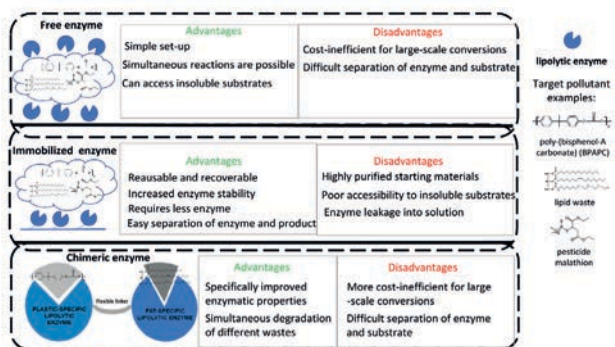 Free enzyme
Advantages
Simple set-up
Simultaneous reactions are possible
Can access insoluble substrates
Disadvantages
Cost-inefficient for large-scale conversions
Difficult separation of enzyme and substrate
Immobilized enzyme
Advantages
Reausable and recoverable
Increased enzyme stability
Requires less enzyme
Easy separation of enzyme and product
Disadvantages
Highly purified starting materials
Poor accessibility to insoluble substrates
Enzyme leakage into solution
Chimeric enzyme
PLASTIC-SPECIFIC
LIPOLYTIC
ENZYME
flexible linker
FAT-SPECIFIC
LIPOLYTIC ENZYME
Advantages
Specifically improved
enzymatic properties
Simultaneous degradation
of different wastes
Disadvantages
More cost-inefficient for large
-scale conversions
Difficult separation of enzyme
and substrate
lipolytic enzyme
Target pollutant
examples:
poly-(bisphenol-A
carbonate) (BPAPC)
lipid waste
pesticide
malathion